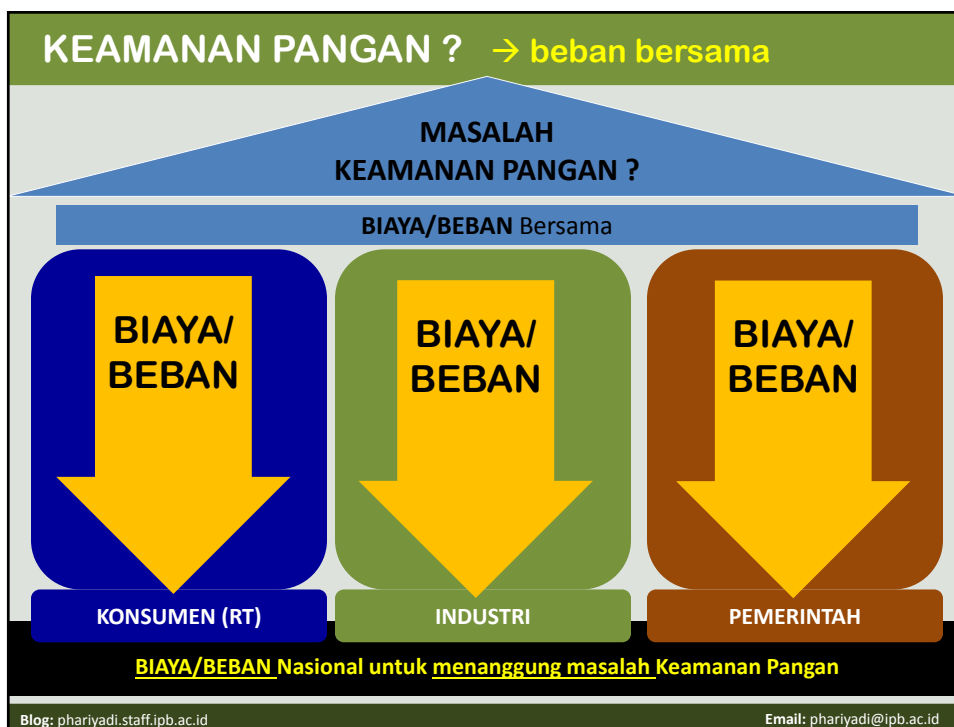 KEAMANAN PANGAN ? → beban bersama
MASALAH
KEAMANAN PANGAN ?
BIAYA/BEBAN Bersama
BIAYA/
BEBAN
BIAYA/
BEBAN
BIAYA/
BEBAN
KONSUMEN (RT)
INDUSTRI
PEMERINTAH
BIAYA/BEBAN Nasional untuk menanggung masalah Keamanan Pangan
Blog: phariyadi.staff.ipb.ac.id
Email: phariyadi@ipb.ac.id